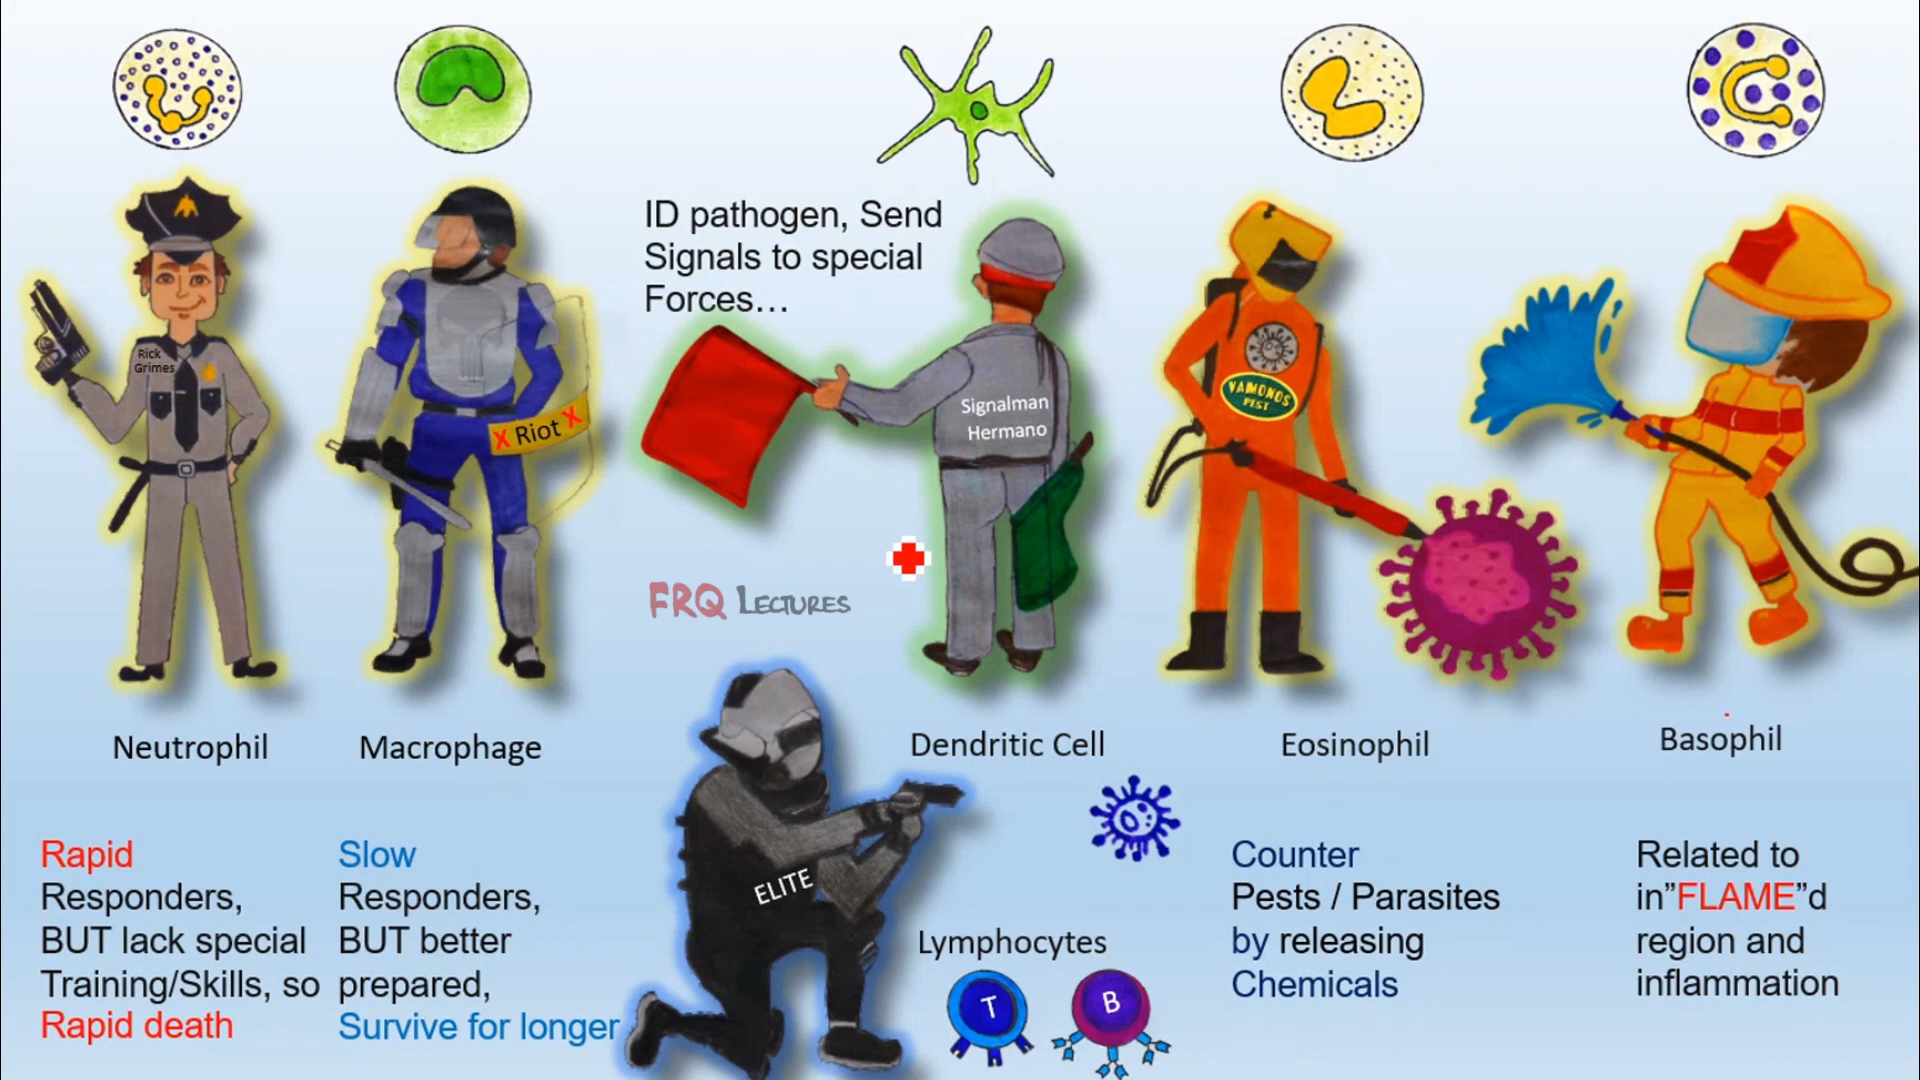 ID pathogen, Send
Signals to special
Forces…
Rick
Grimes
X Riot X
Signalman
Hermano
VAMONOS
PEST
FRQ LECTURES
Neutrophil
Macrophage
Dendritic Cell
Eosinophil
Basophil
Rapid
Responders,
BUT lack special
Training/Skills, so
Rapid death
Slow
Responders,
BUT better
prepared,
Survive for longer
ELITE
Lymphocytes
T
B
Counter
Pests / Parasites
by releasing
Chemicals
Related to
in”FLAME”d
region and
inflammation